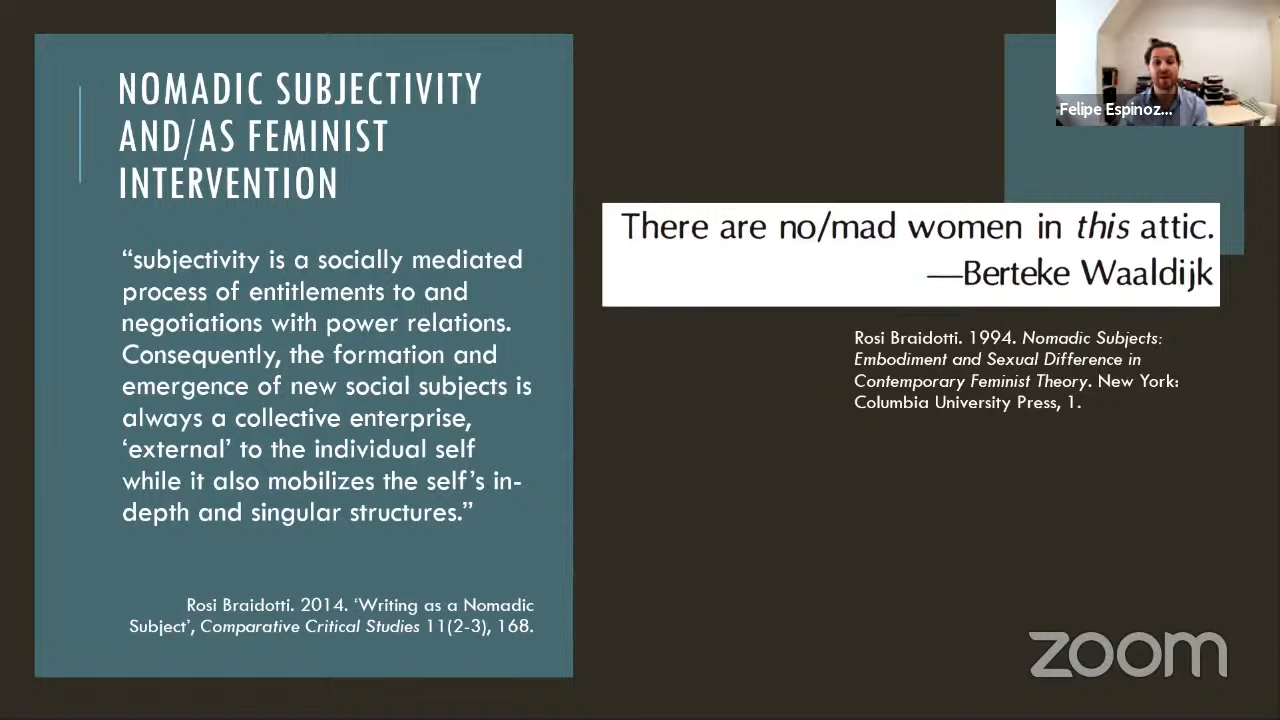 NOMADIC SUBJECTIVITY
AND/AS FEMINIST
INTERVENTION
“subjectivity is a socially mediated
process of entitlements to and
negotiations with power relations.
Consequently, the formation and
emergence of new social subjects is
always a collective enterprise,
‘external’ to the individual self
while it also mobilizes the self’s in-
depth and singular structures.”
Rosi Braidotti. 2014. ‘Writing as a Nomadic
Subject’, Comparative Critical Studies 11(2-3), 168.
There are no/mad women in this attic.
—Berteke Waaldijk
Rosi Braidotti. 1994. Nomadic Subjects:
Embodiment and Sexual Difference in
Contemporary Feminist Theory. New York:
Columbia University Press, 1.
Felipe Espinoz...
zoom